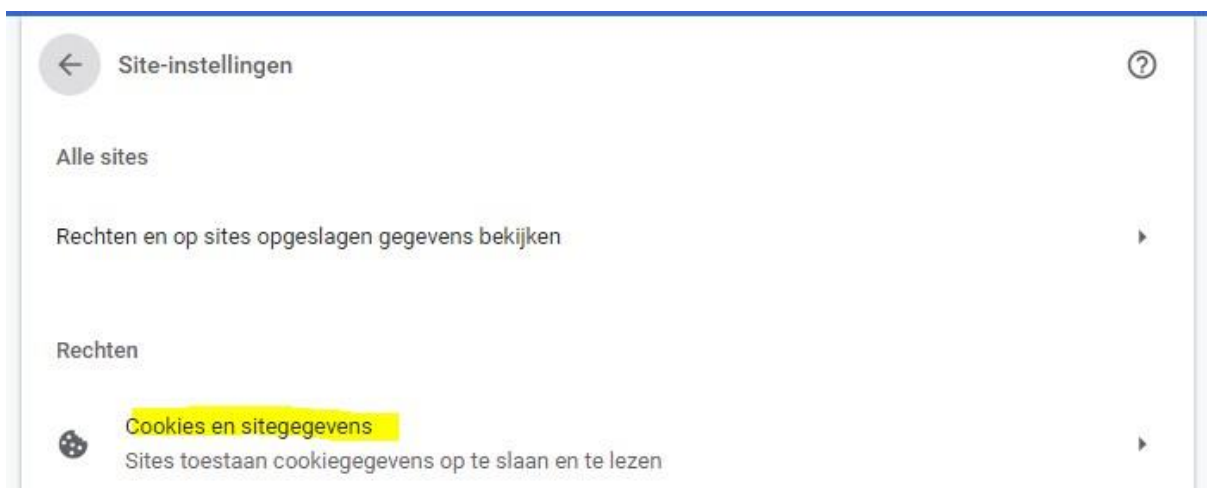 Site-instellingen
Alle sites
Rechten en op sites opgeslagen gegevens bekijken
Rechten
Cookies en sitegegevens
Sites toestaan cookiegegevens op te slaan en te lezen